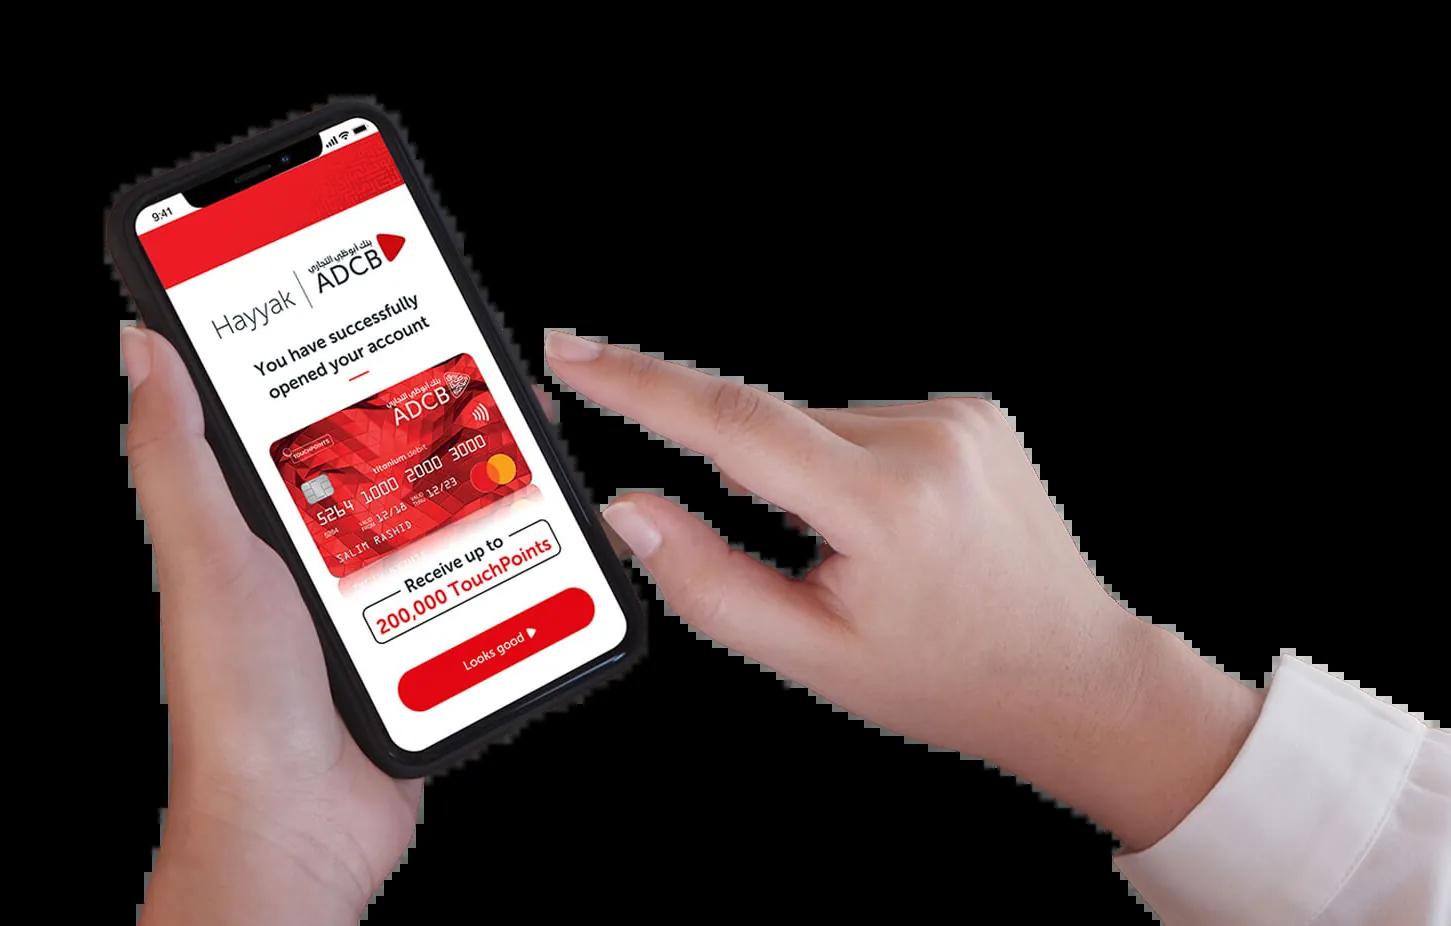 9:41
Hayyak
بنك أبوظبي التجاري
ADCB
You have successfully
opened your account
بنك أبوظبي التجاري
ADCB
TOUCHPOINTS
titanium debit
5264 1000 2000 3000
5264
VALID FROM 12/18 VALID THRU 12/23
SALIM RASHID
Receive up to
200,000 TouchPoints
Looks good